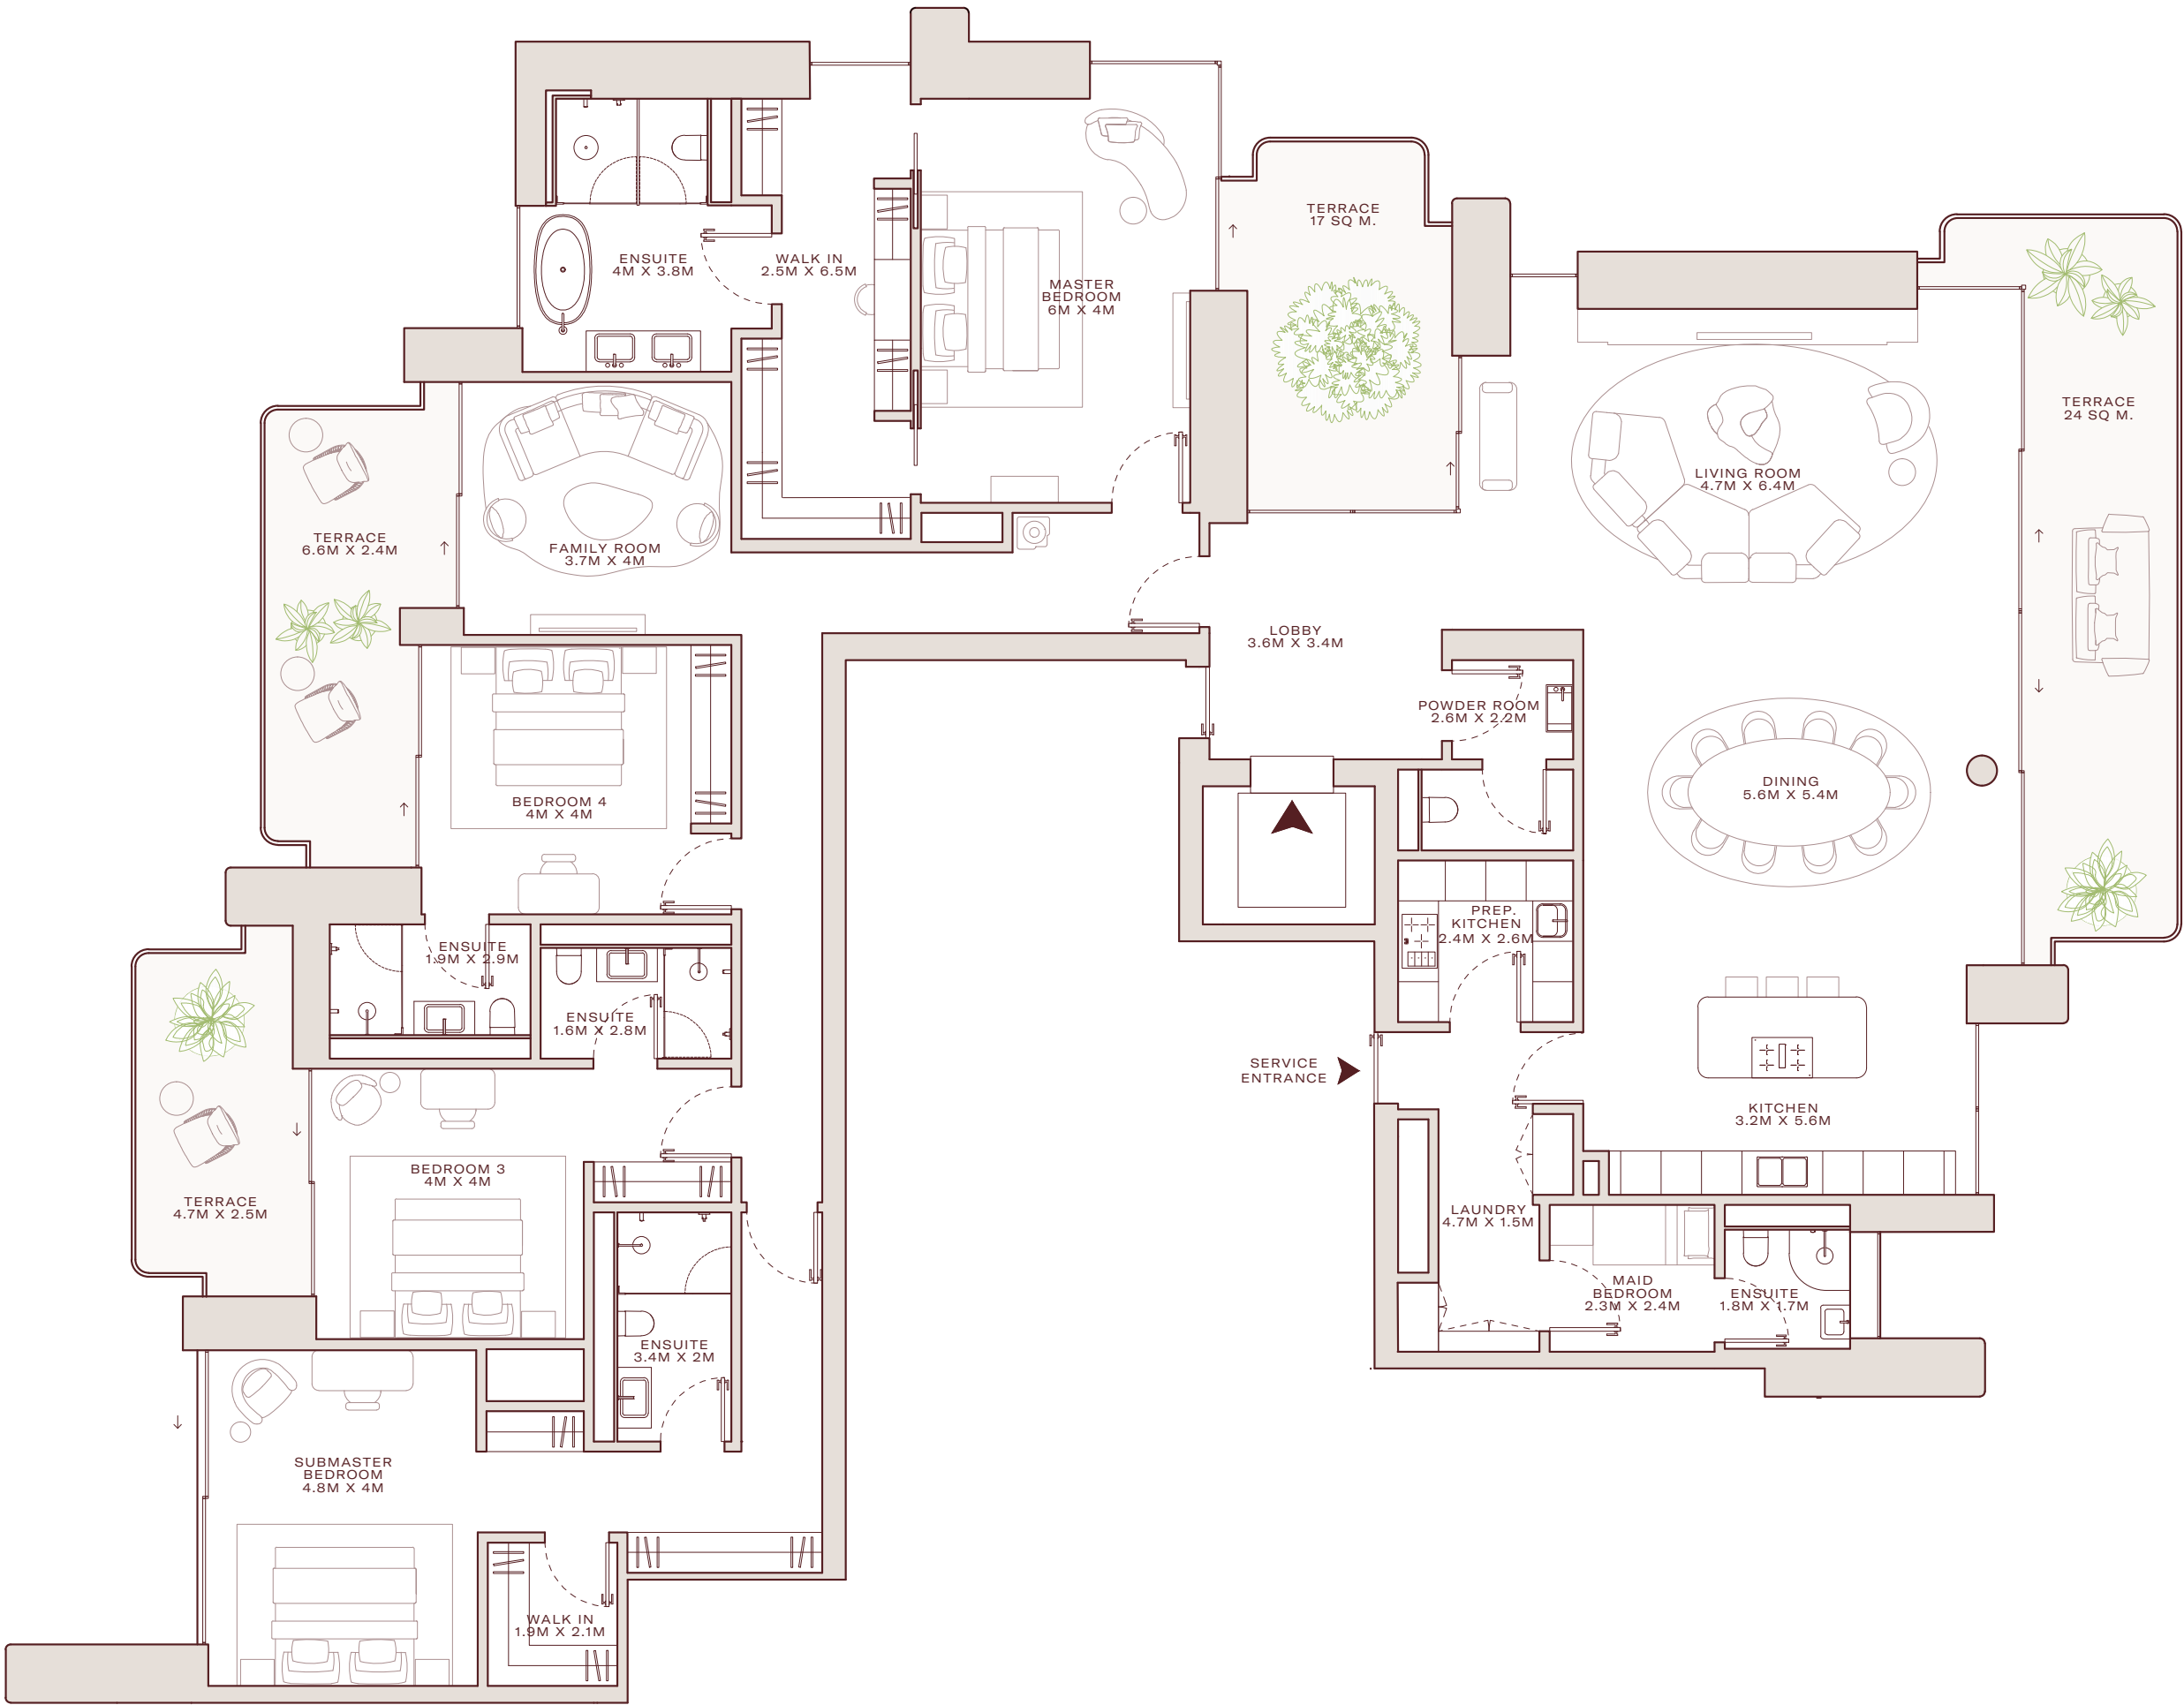 TERRACE
17 SQ M.
ENSUITE
4M X 3.8M
WALK IN
2.5M X 6.5M
MASTER
BEDROOM
6M X 4M
TERRACE
24 SQ M.
LIVING ROOM
4.7M X 6.4M
TERRACE
6.6M X 2.4M
FAMILY ROOM
3.7M X 4M
LOBBY
3.6M X 3.4M
POWDER ROOM
2.6M X 2.2M
DINING
5.6M X 5.4M
BEDROOM 4
4M X 4M
PREP.
KITCHEN
2.4M X 2.6M
ENSUITE
1.9M X 2.9M
ENSUITE
1.6M X 2.8M
SERVICE
ENTRANCE
KITCHEN
3.2M X 5.6M
BEDROOM 3
4M X 4M
TERRACE
4.7M X 2.5M
LAUNDRY
4.7M X 1.5M
MAID
BEDROOM
2.3M X 2.4M
ENSUITE
1.8M X 1.7M
ENSUITE
3.4M X 2M
SUBMASTER
BEDROOM
4.8M X 4M
WALK IN
1.9M X 2.1M